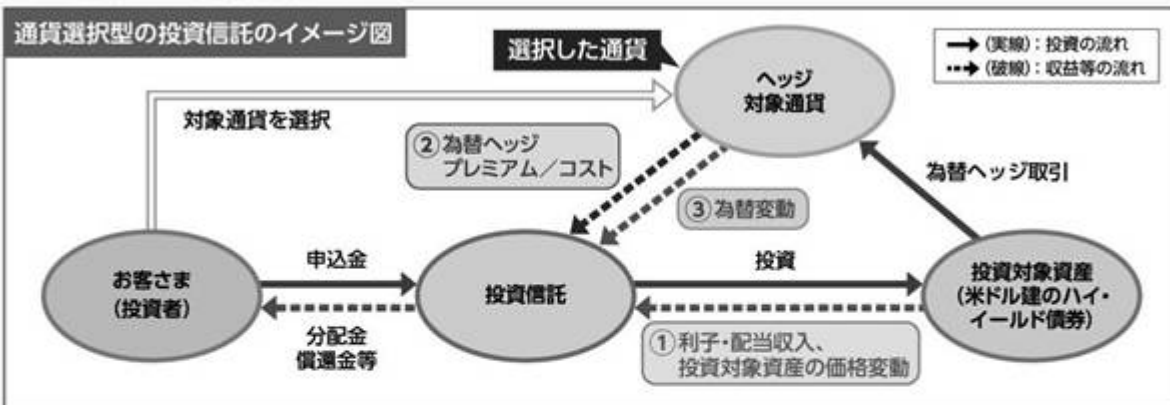 通貨選択型の投資信託のイメージ図
選択した通貨
(実線)：投資の流れ
(破線)：収益等の流れ
ヘッジ
対象通貨
対象通貨を選択
②為替ヘッジ
プレミアム／コスト
為替ヘッジ取引
③為替変動
お客さま
(投資者)
申込金
投資信託
投資
投資対象資産
(米ドル建のハイ・
イールド債券)
分配金
償還金等
①利子・配当収入、
投資対象資産の価格変動